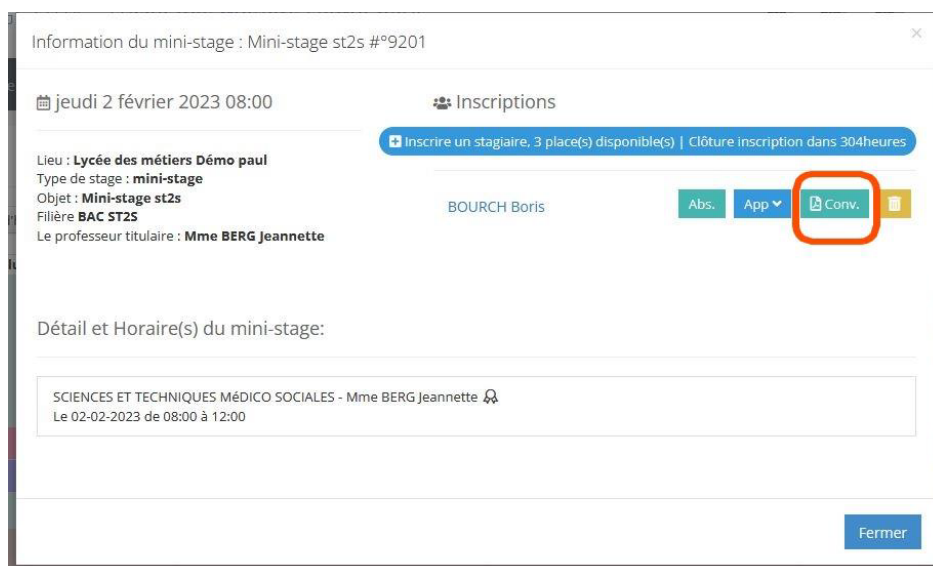 Information du mini-stage : Mini-stage st2s #°9201
×
jeudi 2 février 2023 08:00
Lieu : Lycée des métiers Démo paul
Type de stage : mini-stage
Objet : Mini-stage st2s
Filière BAC ST2S
Le professeur titulaire : Mme BERG Jeannette
Inscriptions
Inscrire un stagiaire, 3 place(s) disponible(s) | Clôture inscription dans 304heures
BOURCH Boris
Abs.
App
Conv.
Détail et Horaire(s) du mini-stage:
SCIENCES ET TECHNIQUES MéDICO SOCIALES - Mme BERG Jeannette
Le 02-02-2023 de 08:00 à 12:00
Fermer